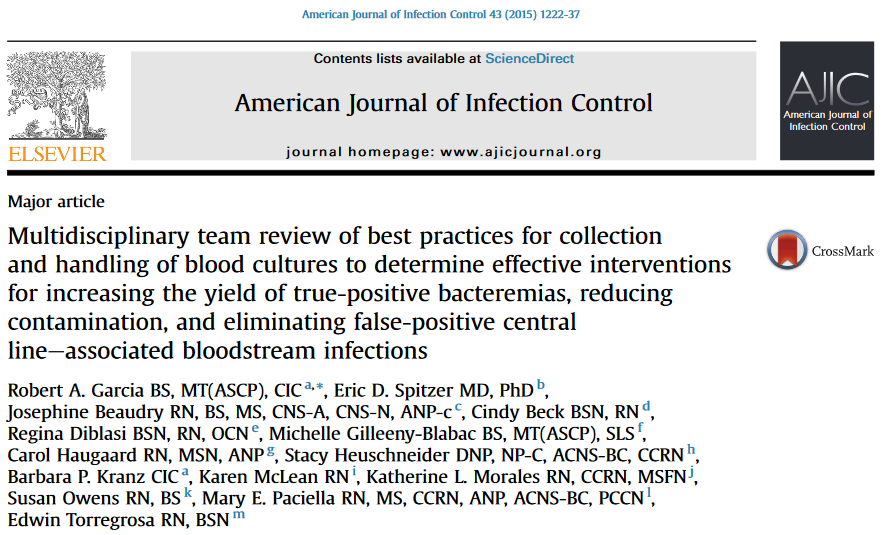 American Journal of Infection Control 43 (2015) 1222-37
Contents lists available at ScienceDirect
American Journal of Infection Control
journal homepage: www.ajicjournal.org
ELSEVIER
AJIC
American Journal of
Infection Control
Major article
Multidisciplinary team review of best practices for collection
and handling of blood cultures to determine effective interventions
for increasing the yield of true-positive bacteremias, reducing
contamination, and eliminating false-positive central
line—associated bloodstream infections
CrossMark
Robert A. Garcia BS, MT(ASCP), CIC a,*, Eric D. Spitzer MD, PhD b,
Josephine Beaudry RN, BS, MS, CNS-A, CNS-N, ANP-c c, Cindy Beck BSN, RN d,
Regina Diblasi BSN, RN, OCN e, Michelle Gilleeny-Blabac BS, MT(ASCP), SLS f,
Carol Haugaard RN, MSN, ANP g, Stacy Heuschneider DNP, NP-C, ACNS-BC, CCRN h,
Barbara P. Kranz CIC a, Karen McLean RN i, Katherine L. Morales RN, CCRN, MSFN j,
Susan Owens RN, BS k, Mary E. Paciella RN, MS, CCRN, ANP, ACNS-BC, PCCN l,
Edwin Torregrosa RN, BSN m